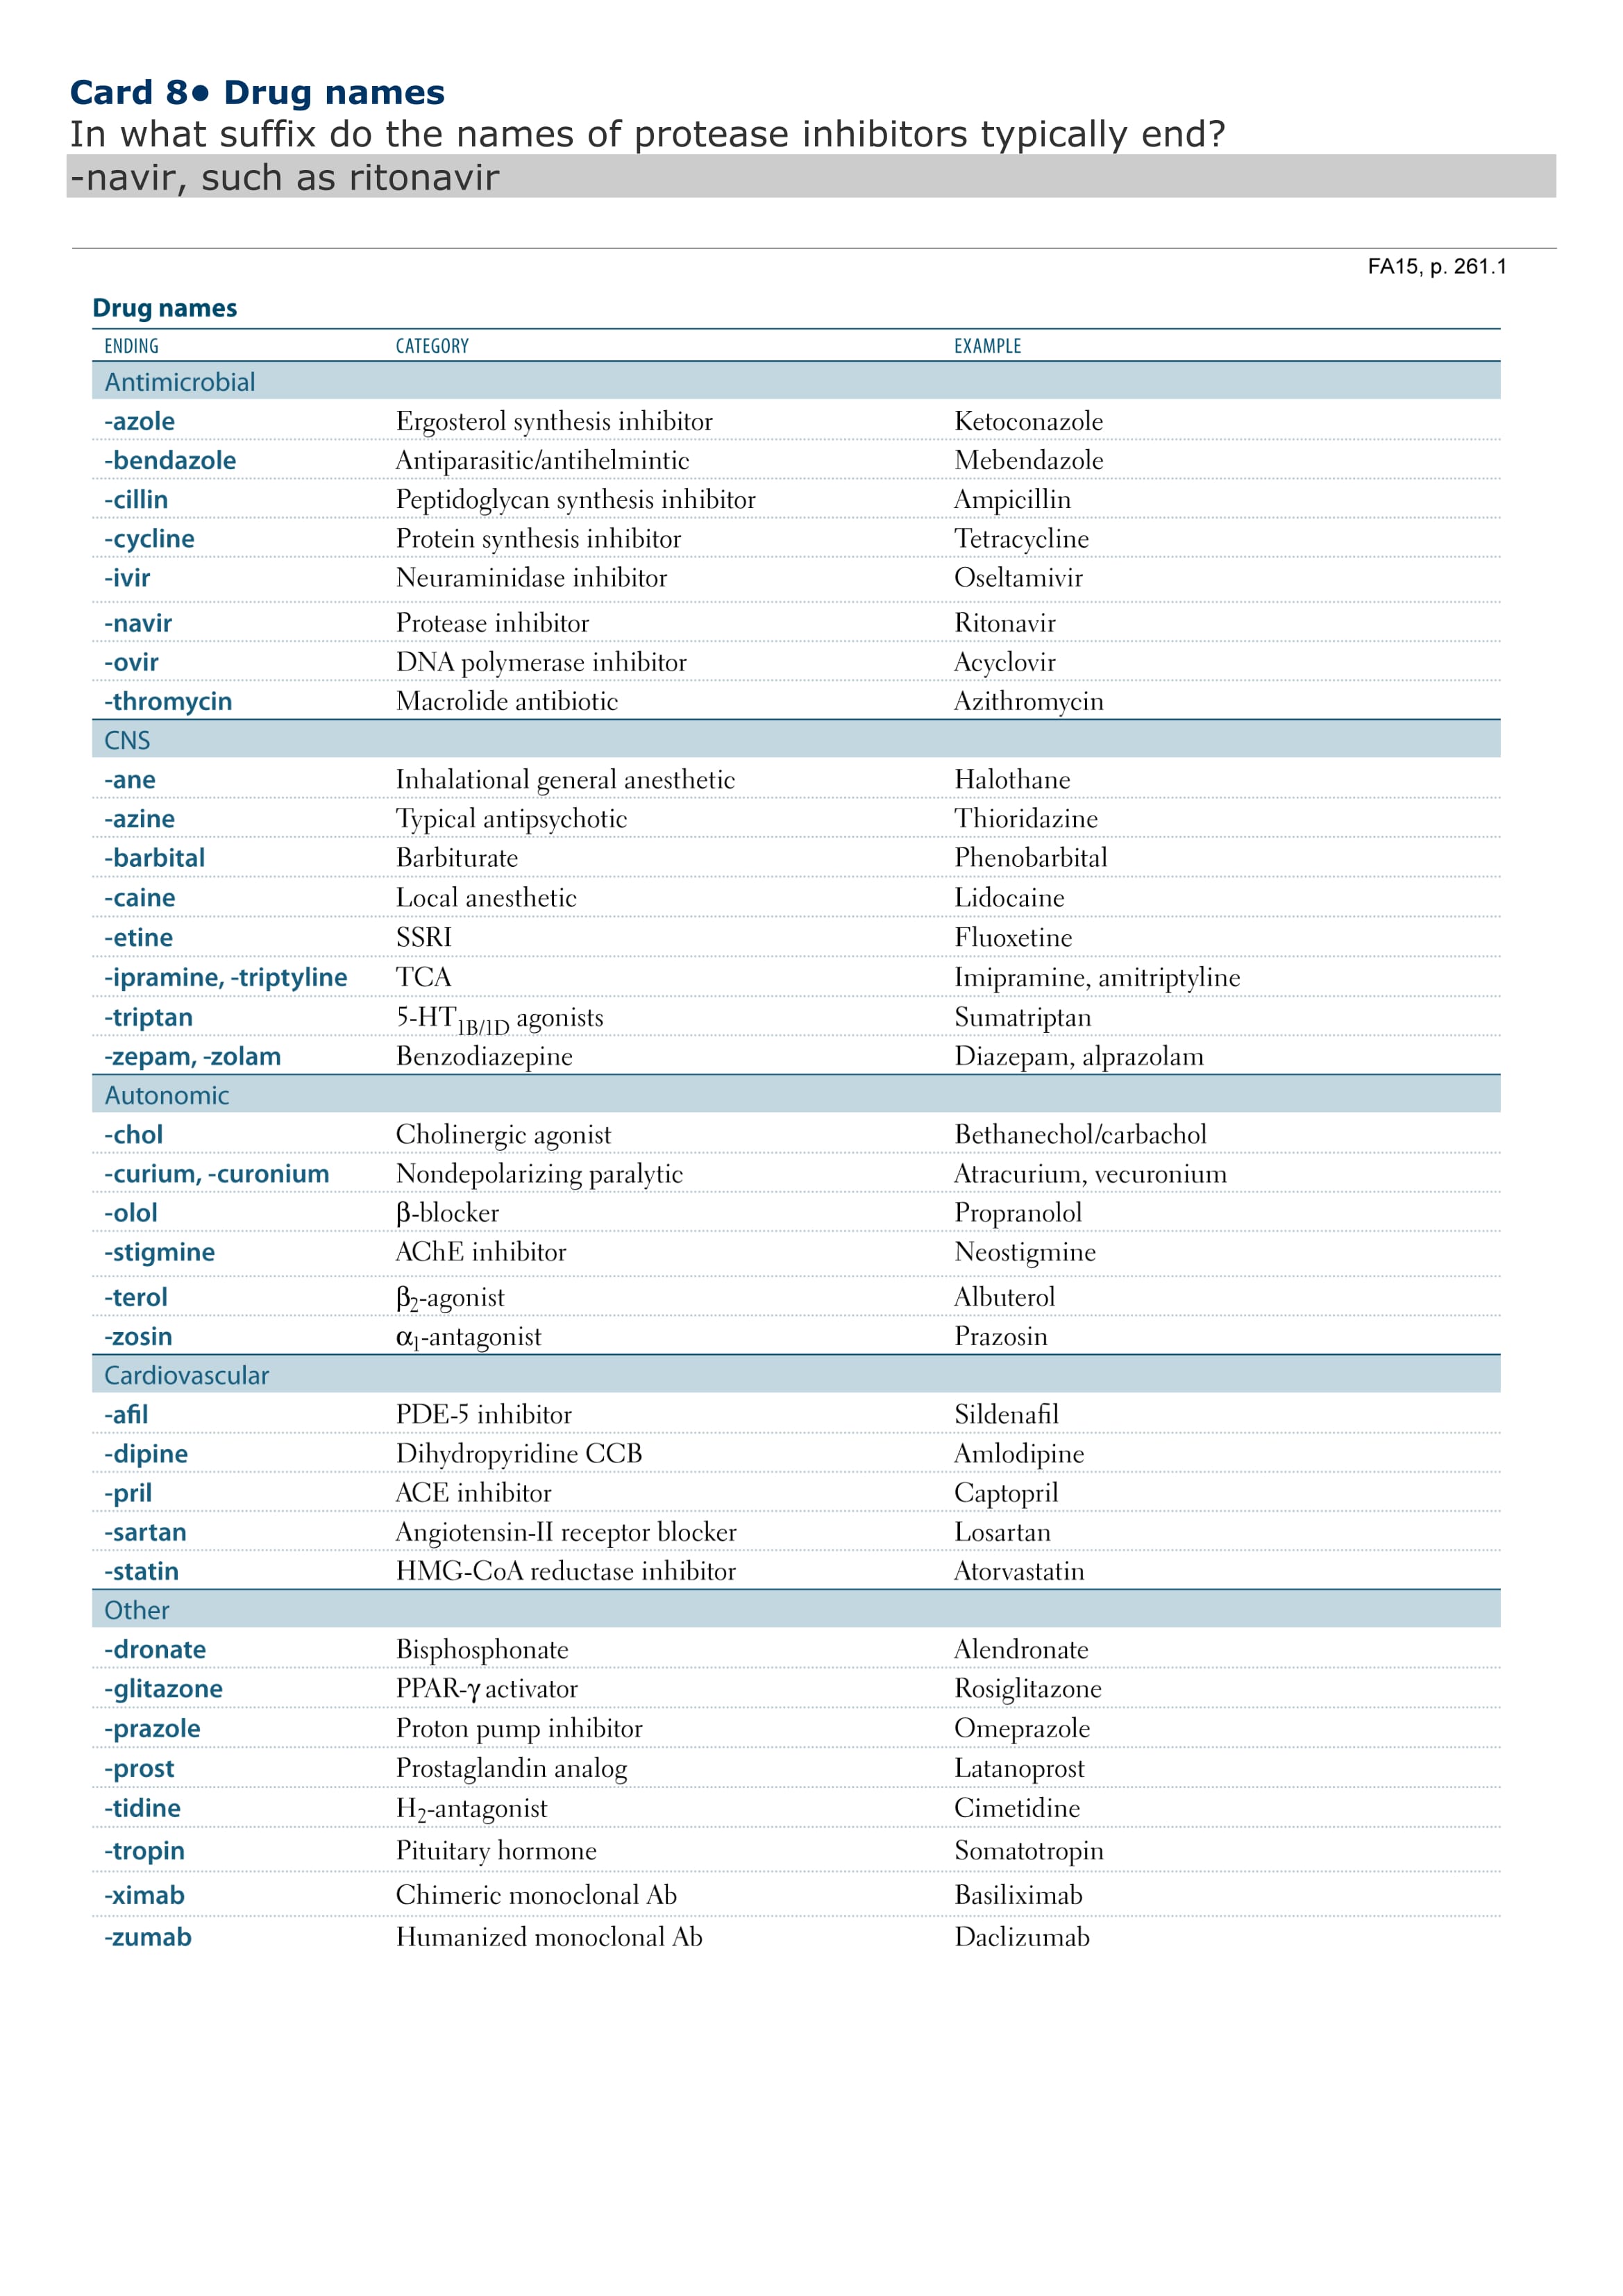 Card 8• Drug names
In what suffix do the names of protease inhibitors typically end?
-navir, such as ritonavir
FA15, p. 261.1
Drug names
ENDING CATEGORY EXAMPLE
Antimicrobial
-azole Ergosterol synthesis inhibitor Ketoconazole
-bendazole Antiparasitic/antihelmintic Mebendazole
-cillin Peptidoglycan synthesis inhibitor Ampicillin
-cycline Protein synthesis inhibitor Tetracycline
-ivir Neuraminidase inhibitor Oseltamivir
-navir Protease inhibitor Ritonavir
-ovir DNA polymerase inhibitor Acyclovir
-thromycin Macrolide antibiotic Azithromycin
CNS
-ane Inhalational general anesthetic Halothane
-azine Typical antipsychotic Thioridazine
-barbital Barbiturate Phenobarbital
-caine Local anesthetic Lidocaine
-etine SSRI Fluoxetine
-ipramine, -triptyline TCA Imipramine, amitriptyline
-triptan 5-HT1B/1D agonists Sumatriptan
-zepam, -zolam Benzodiazepine Diazepam, alprazolam
Autonomic
-chol Cholinergic agonist Bethanechol/carbachol
-curium, -curonium Nondepolarizing paralytic Atracurium, vecuronium
-olol β-blocker Propranolol
-stigmine AChE inhibitor Neostigmine
-terol β2-agonist Albuterol
-zosin α1-antagonist Prazosin
Cardiovascular
-afil PDE-5 inhibitor Sildenafil
-dipine Dihydropyridine CCB Amlodipine
-pril ACE inhibitor Captopril
-sartan Angiotensin-II receptor blocker Losartan
-statin HMG-CoA reductase inhibitor Atorvastatin
Other
-dronate Bisphosphonate Alendronate
-glitazone PPAR-γ activator Rosiglitazone
-prazole Proton pump inhibitor Omeprazole
-prost Prostaglandin analog Latanoprost
-tidine H2-antagonist Cimetidine
-tropin Pituitary hormone Somatotropin
-ximab Chimeric monoclonal Ab Basiliximab
-zumab Humanized monoclonal Ab Daclizumab